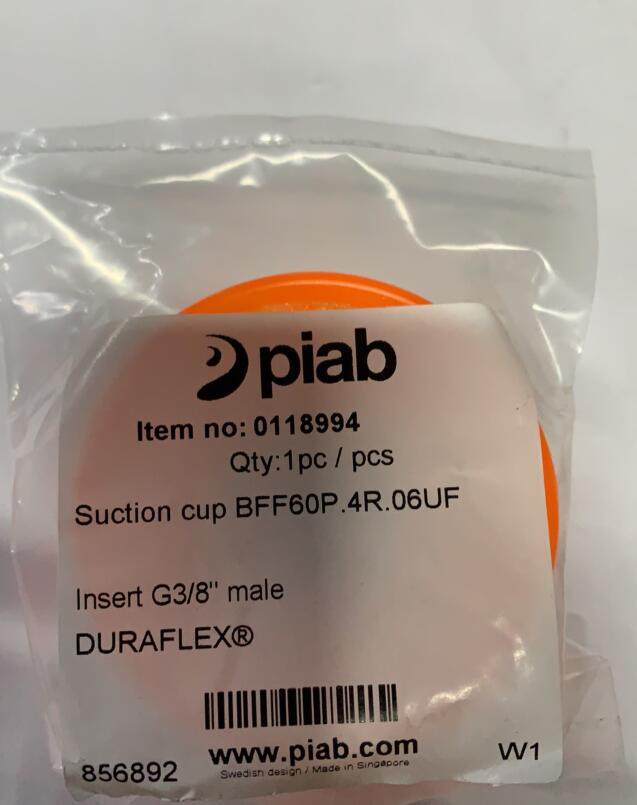 piab
Item no: 0118994
Qty:1pc / pcs
Suction cup BFF60P.4R.06UF
Insert G3/8" male
DURAFLEX®
www.piab.com
856892
Swedish design / Made in Singapore
W1